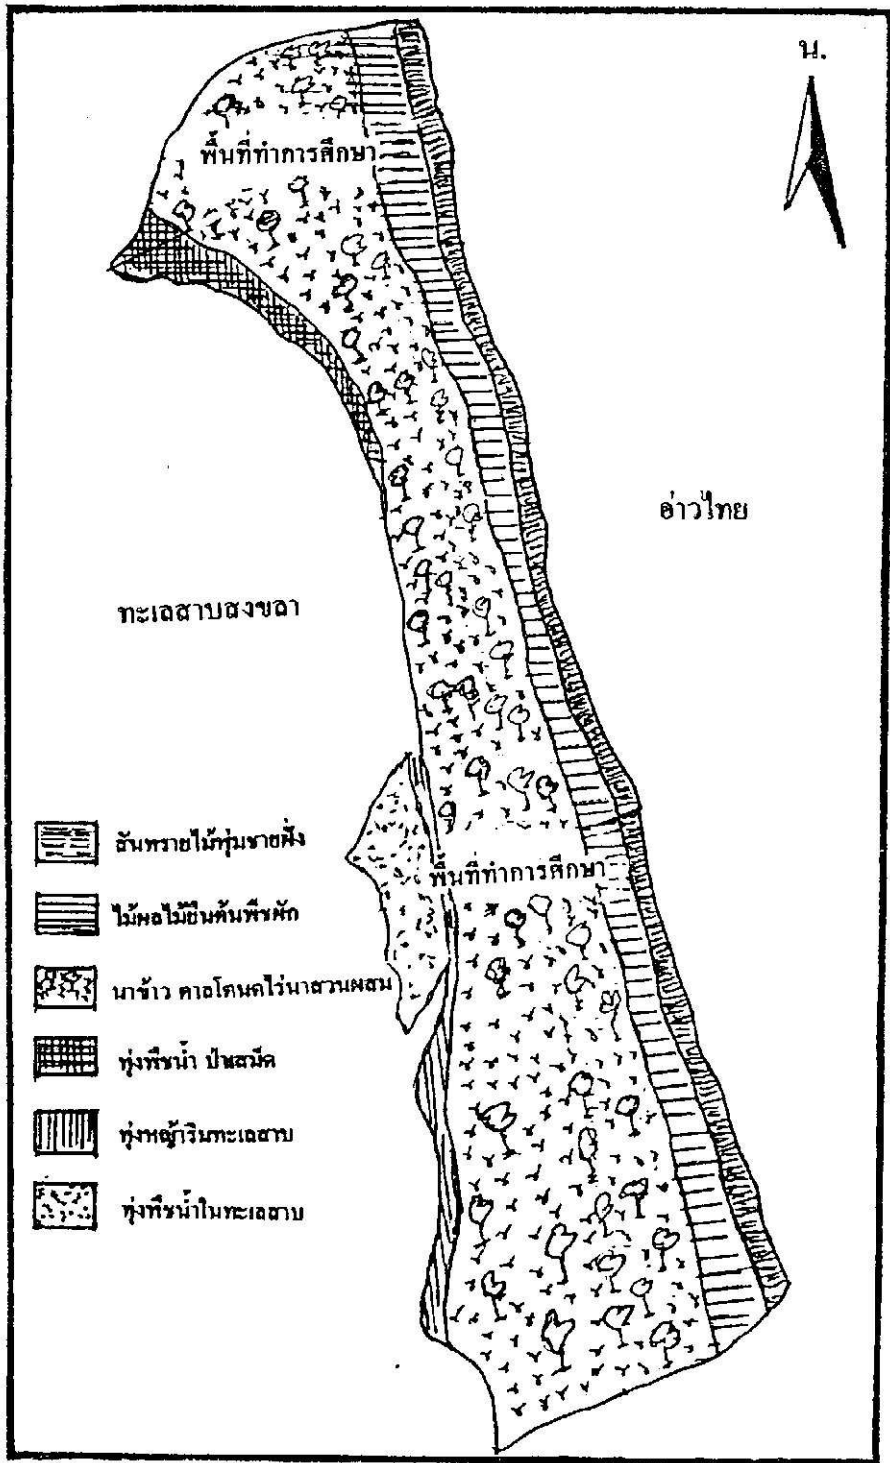 น.
พื้นที่ทำการศึกษา
อ่าวไทย
ทะเลสาบสงขลา
พื้นที่ทำการศึกษา
สันทรายไม้พุ่มชายฝั่ง
ไม้ผลไม้ยืนต้นพืชผัก
นาข้าว ตาลโตนดไร่นาสวนผสม
ทุ่งพืชน้ำ ป่าเสม็ด
ทุ่งหญ้าริมทะเลสาบ
ทุ่งพืชน้ำในทะเลสาบ